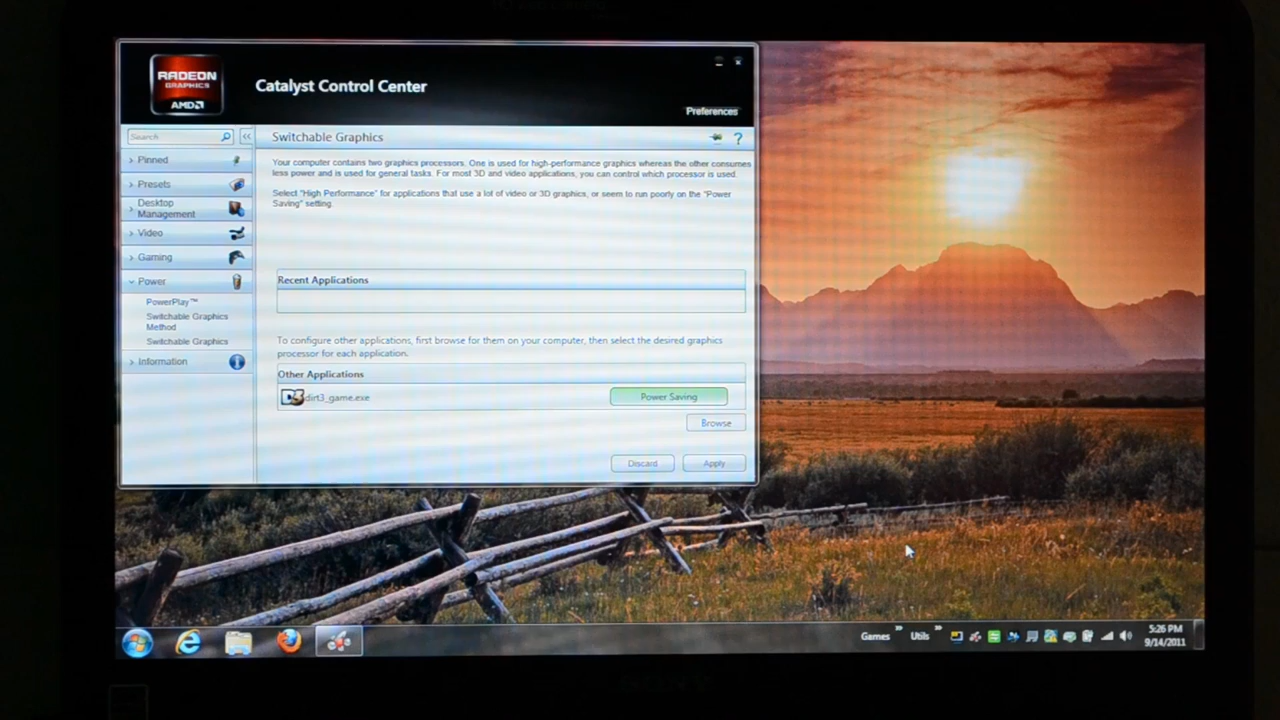 RADEON
GRAPHICS
AMD
Catalyst Control Center
Preferences
Search
Switchable Graphics
Pinned
Presets
Desktop
Management
Video
Gaming
Power
PowerPlay™
Switchable Graphics
Method
Switchable Graphics
Information
Your computer contains two graphics processors. One is used for high-performance graphics whereas the other consumes
less power and is used for general tasks. For most 3D and video applications, you can control which processor is used.
Select "High Performance" for applications that use a lot of video or 3D graphics, or seem to run poorly on the "Power
Saving" setting.
Recent Applications
To configure other applications, first browse for them on your computer, then select the desired graphics
processor for each application.
Other Applications
D3 dirt3_game.exe
Power Saving
Browse
Discard
Apply
Games
Utils
5:26 PM
9/14/2011